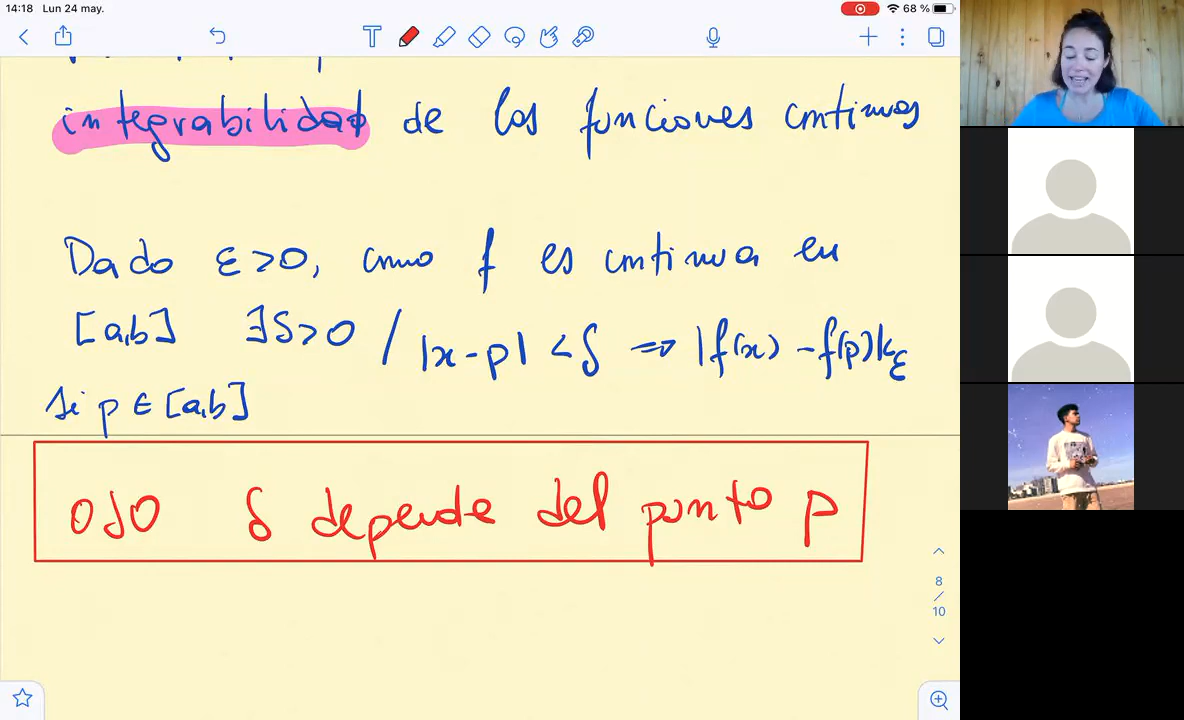 14:18 Lun 24 may.
68 %
integrabilidad de las funciones continuas
Dado ε>0, como f es continua en
[a,b] ∃δ>0 / |x-p| <δ ⇒ |f(x) - f(p)|<ε
si p ∈ [a,b]
OJO δ depende del punto p
8
/
10